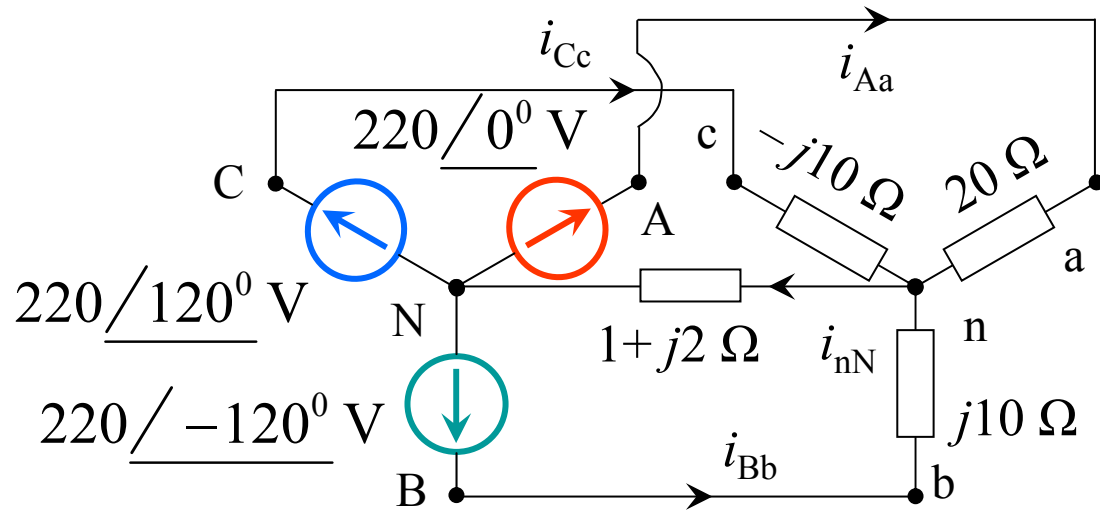 i_Cc
i_Aa
220/0⁰ V
c
−j10 Ω
20 Ω
C
A
a
220/120⁰ V
N
n
1+ j2 Ω
i_nN
220/ −120⁰ V
j10 Ω
i_Bb
B
b